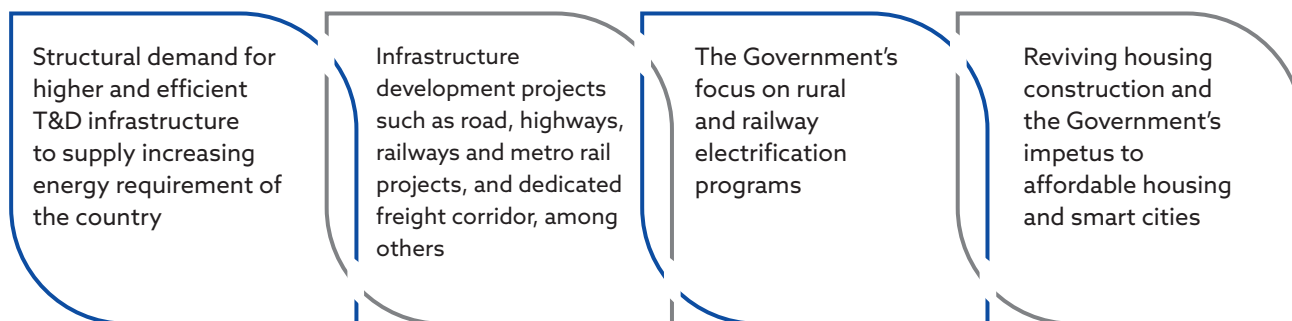 Structural demand for
higher and efficient
T&D infrastructure
to supply increasing
energy requirement of
the country
Infrastructure
development projects
such as road, highways,
railways and metro rail
projects, and dedicated
freight corridor, among
others
The Government’s
focus on rural
and railway
electrification
programs
Reviving housing
construction and
the Government’s
impetus to
affordable housing
and smart cities